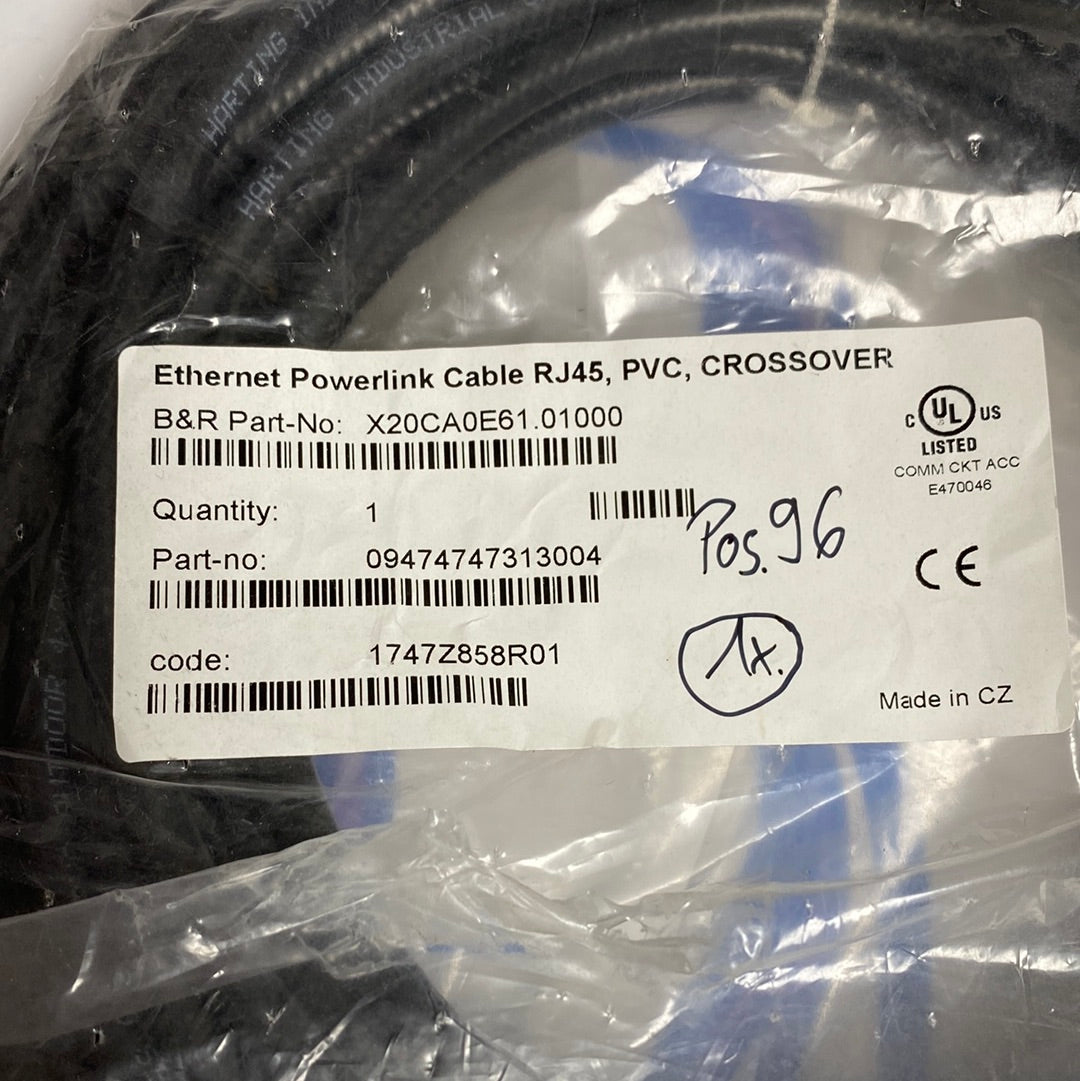 HARTING
HARTING INDUSTRIAL
Ethernet Powerlink Cable RJ45, PVC, CROSSOVER
B&R Part-No: X20CA0E61.01000
C UL US
LISTED
COMM CKT ACC
E470046
Quantity: 1
Pos.96
Part-no: 09474747313004
CE
code: 1747Z858R01
1x.
Made in CZ